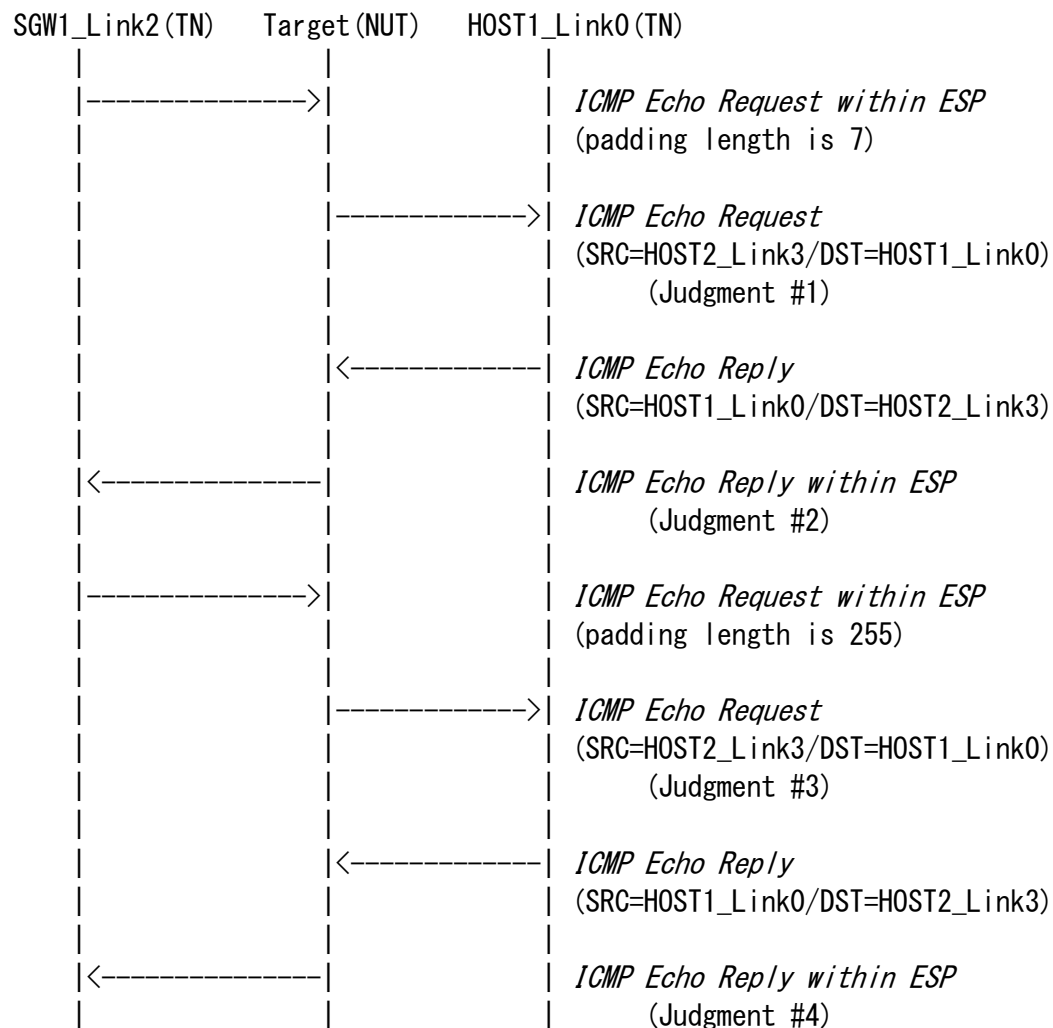 SGW1_Link2(TN) Target(NUT) HOST1_Link0(TN)
ICMP Echo Request within ESP
(padding length is 7)
ICMP Echo Request
(SRC=HOST2_Link3/DST=HOST1_Link0)
(Judgment #1)
ICMP Echo Reply
(SRC=HOST1_Link0/DST=HOST2_Link3)
ICMP Echo Reply within ESP
(Judgment #2)
ICMP Echo Request within ESP
(padding length is 255)
ICMP Echo Request
(SRC=HOST2_Link3/DST=HOST1_Link0)
(Judgment #3)
ICMP Echo Reply
(SRC=HOST1_Link0/DST=HOST2_Link3)
ICMP Echo Reply within ESP
(Judgment #4)